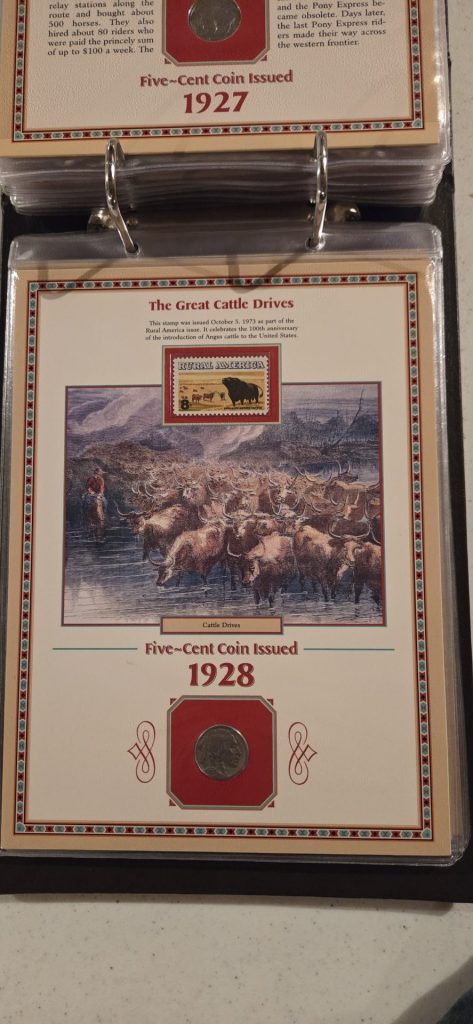 relay stations along the
route and bought about
500 horses. They also
hired about 80 riders who
were paid the princely sum
of up to $100 a week. The
and the Pony Express be-
came obsolete. Days later,
the last Pony Express rid-
ers made their way across
the western frontier.
Five~Cent Coin Issued
1927
The Great Cattle Drives
This stamp was issued October 5, 1973 as part of the
Rural America issue. It celebrates the 100th anniversary
of the introduction of Angus cattle to the United States.
RURAL AMERICA
8
Cattle Drives
Five~Cent Coin Issued
1928